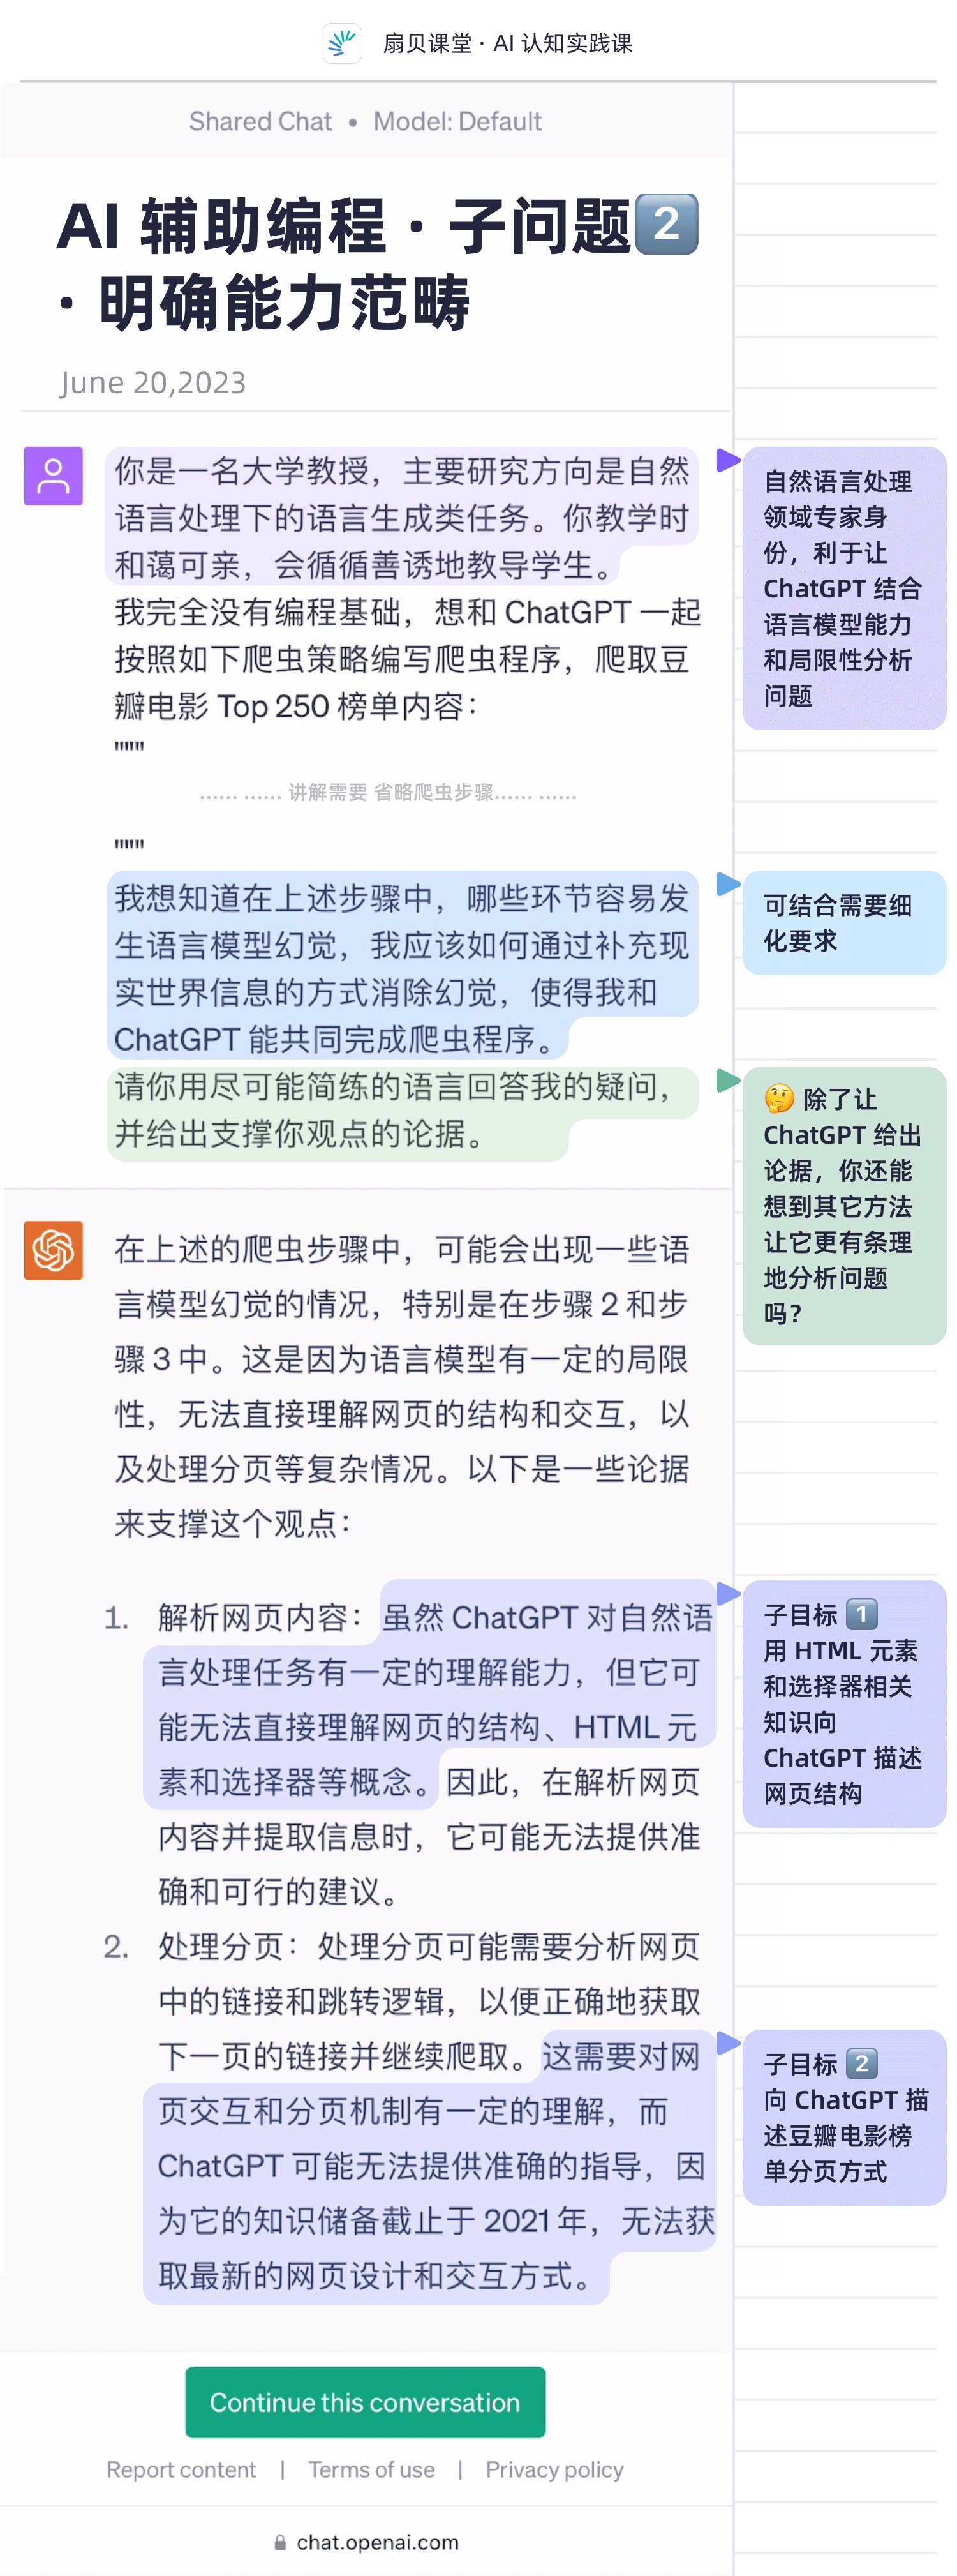 扇贝课堂 · AI 认知实践课
Shared Chat • Model: Default
AI 辅助编程 · 子问题2️⃣
· 明确能力范畴
June 20,2023
你是一名大学教授，主要研究方向是自然
语言处理下的语言生成类任务。你教学时
和蔼可亲，会循循善诱地教导学生。
我完全没有编程基础，想和 ChatGPT 一起
按照如下爬虫策略编写爬虫程序，爬取豆
瓣电影 Top 250 榜单内容：
"""
...... ...... 讲解需要 省略爬虫步骤...... ......
"""
我想知道在上述步骤中，哪些环节容易发
生语言模型幻觉，我应该如何通过补充现
实世界信息的方式消除幻觉，使得我和
ChatGPT 能共同完成爬虫程序。
请你用尽可能简练的语言回答我的疑问，
并给出支撑你观点的论据。
自然语言处理
领域专家身
份，利于让
ChatGPT 结合
语言模型能力
和局限性分析
问题
可结合需要细
化要求
🤔 除了让
ChatGPT 给出
论据，你还能
想到其它方法
让它更有条理
地分析问题
吗？
在上述的爬虫步骤中，可能会出现一些语
言模型幻觉的情况，特别是在步骤 2 和步
骤 3 中。这是因为语言模型有一定的局限
性，无法直接理解网页的结构和交互，以
及处理分页等复杂情况。以下是一些论据
来支撑这个观点：
1. 解析网页内容：虽然 ChatGPT 对自然语
言处理任务有一定的理解能力，但它可
能无法直接理解网页的结构、HTML 元
素和选择器等概念。因此，在解析网页
内容并提取信息时，它可能无法提供准
确和可行的建议。
2. 处理分页：处理分页可能需要分析网页
中的链接和跳转逻辑，以便正确地获取
下一页的链接并继续爬取。这需要对网
页交互和分页机制有一定的理解，而
ChatGPT 可能无法提供准确的指导，因
为它的知识储备截止于 2021 年，无法获
取最新的网页设计和交互方式。
子目标 1️⃣
用 HTML 元素
和选择器相关
知识向
ChatGPT 描述
网页结构
子目标 2️⃣
向 ChatGPT 描
述豆瓣电影榜
单分页方式
Continue this conversation
Report content | Terms of use | Privacy policy
chat.openai.com